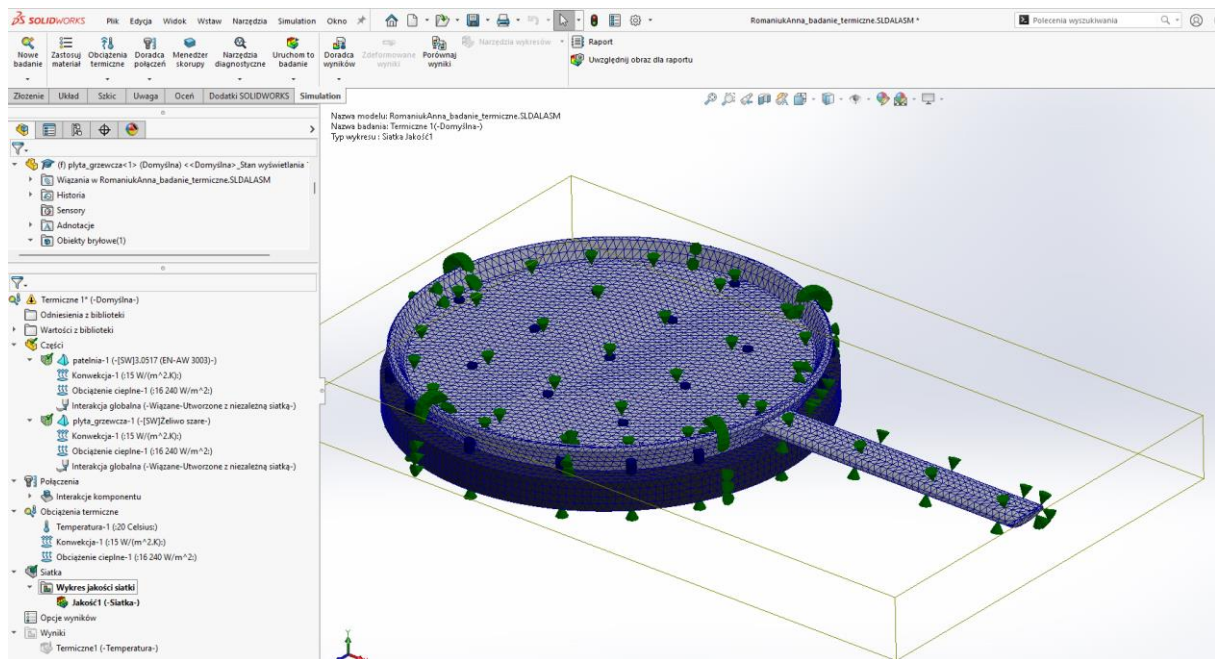 SOLIDWORKS Plik Edycja Widok Wstaw Narzędzia Simulation Okno RomaniukAnna_badanie_termiczne.SLDALASM * Polecenia wyszukiwania
Nowe badanie Zastosuj materiał Obciążenia termiczne Doradca połączeń Menedżer skorupy Narzędzia diagnostyczne Uruchom to badanie Doradca wyników Zdeformowane wyniki Porównaj wyniki Narzędzia wykresów Raport
Uwzględnij obraz dla raportu
Złożenie Układ Szkic Uwaga Oceń Dodatki SOLIDWORKS Simulation
Nazwa modelu: RomaniukAnna_badanie_termiczne.SLDALASM
Nazwa badania: Termiczne 1(-Domyślna-)
Typ wykresu : Siatka Jakość1
(f) plyta_grzewcza<1> (Domyślna) <<Domyślna>_Stan wyświetlania
Wiązania w RomaniukAnna_badanie_termiczne.SLDALASM
Historia
Sensory
Adnotacje
Obiekty bryłowe(1)
Termiczne 1* (-Domyślna-)
Odniesienia z biblioteki
Wartości z biblioteki
Części
patelnia-1 (-[SW]3.0517 (EN-AW 3003)-)
Konwekcja-1 (:15 W/(m^2.K):)
Obciążenie cieplne-1 (:16 240 W/m^2:)
Interakcja globalna (-Wiązane-Utworzone z niezależną siatką-)
plyta_grzewcza-1 (-[SW]Żeliwo szare-)
Konwekcja-1 (:15 W/(m^2.K):)
Obciążenie cieplne-1 (:16 240 W/m^2:)
Interakcja globalna (-Wiązane-Utworzone z niezależną siatką-)
Połączenia
Interakcje komponentu
Obciążenia termiczne
Temperatura-1 (:20 Celsius:)
Konwekcja-1 (:15 W/(m^2.K):)
Obciążenie cieplne-1 (:16 240 W/m^2:)
Siatka
Wykres jakości siatki
Jakość1 (-Siatka-)
Opcje wyników
Wyniki
Termiczne1 (-Temperatura-)